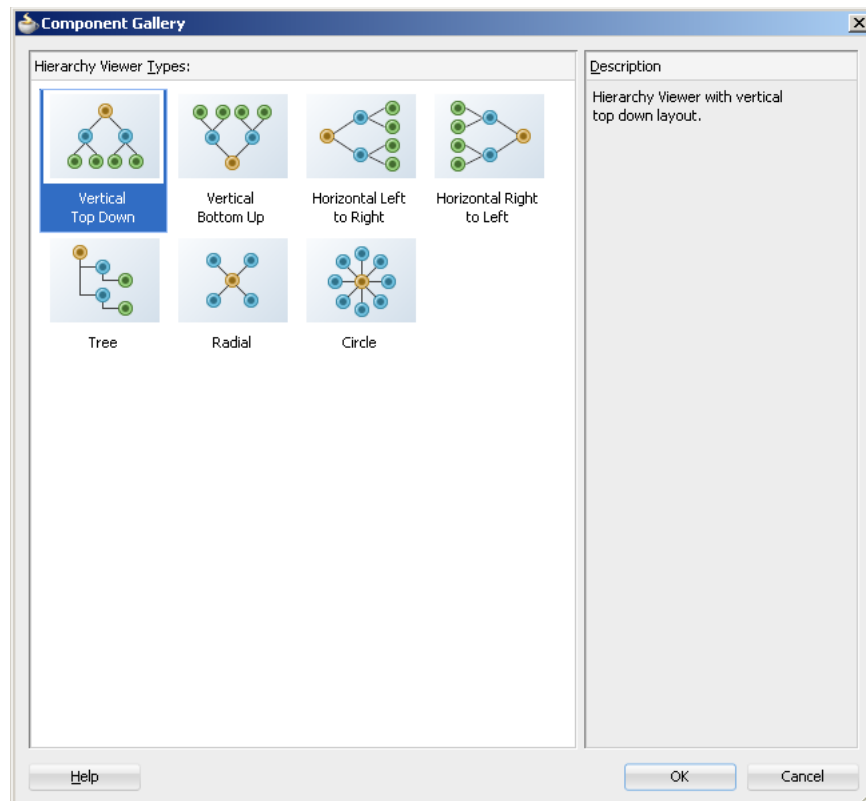 Component Gallery
Hierarchy Viewer Types:
Vertical
Top Down
Vertical
Bottom Up
Horizontal Left
to Right
Horizontal Right
to Left
Tree
Radial
Circle
Description
Hierarchy Viewer with vertical
top down layout.
Help
OK
Cancel